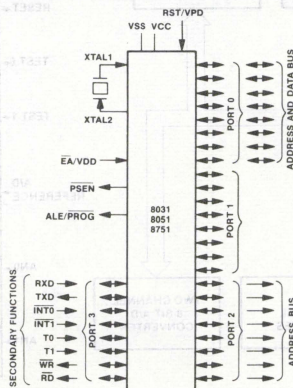 RST/VPD
VSS VCC
XTAL1
XTAL2
EA/VDD
PSEN
ALE/PROG
8031
8051
8751
PORT 0
ADDRESS AND DATA BUS
PORT 1
PORT 2
ADDRESS BUS
PORT 3
SECONDARY FUNCTIONS
RXD
TXD
INT0
INT1
T0
T1
WR
RD